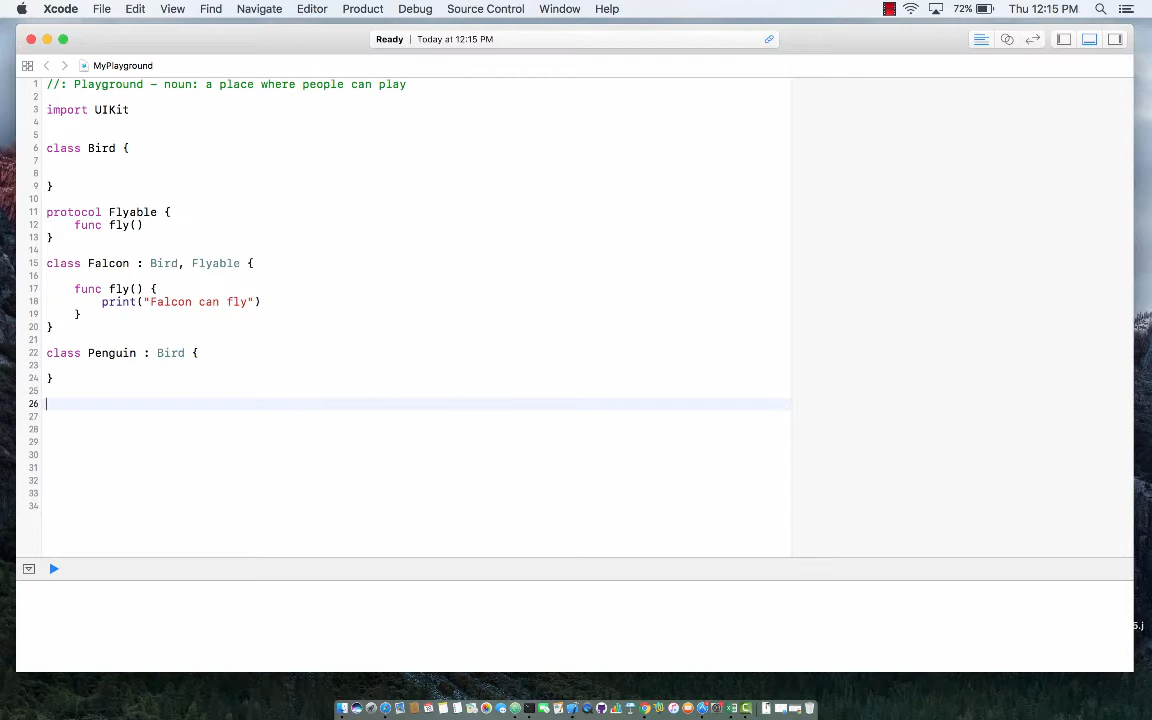 Xcode File Edit View Find Navigate Editor Product Debug Source Control Window Help 72% Thu 12:15 PM
Ready | Today at 12:15 PM
MyPlayground
1 //: Playground - noun: a place where people can play
2
3 import UIKit
4
5
6 class Bird {
7
8
9 }
10
11 protocol Flyable {
12 func fly()
13 }
14
15 class Falcon : Bird, Flyable {
16
17 func fly() {
18 print("Falcon can fly")
19 }
20 }
21
22 class Penguin : Bird {
23
24 }
25
26
27
28
29
30
31
32
33
34
5.j